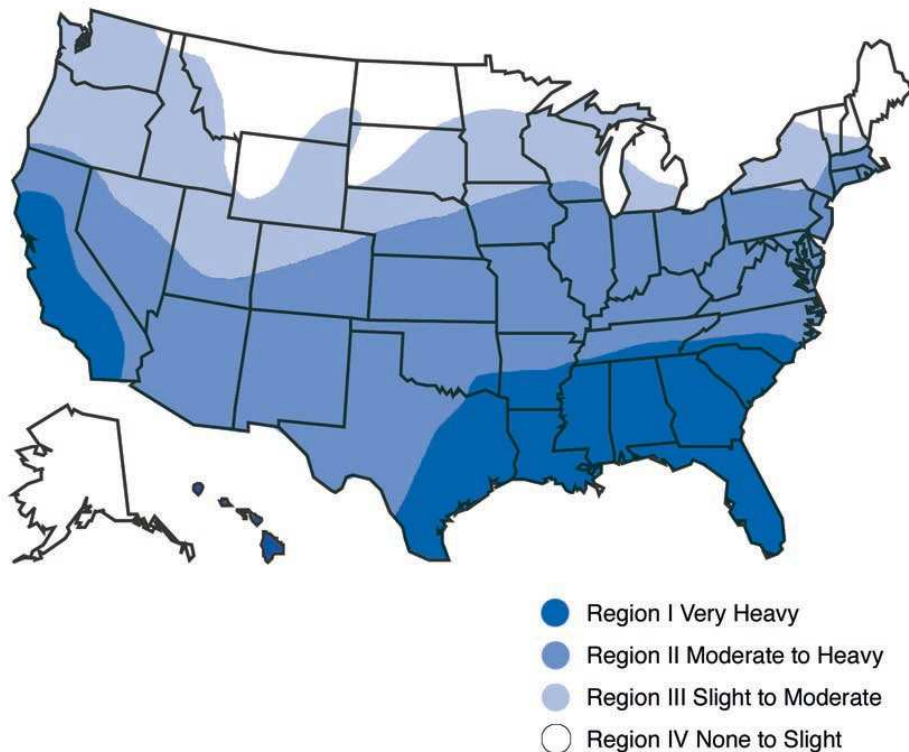 Region I Very Heavy
Region II Moderate to Heavy
Region III Slight to Moderate
Region IV None to Slight